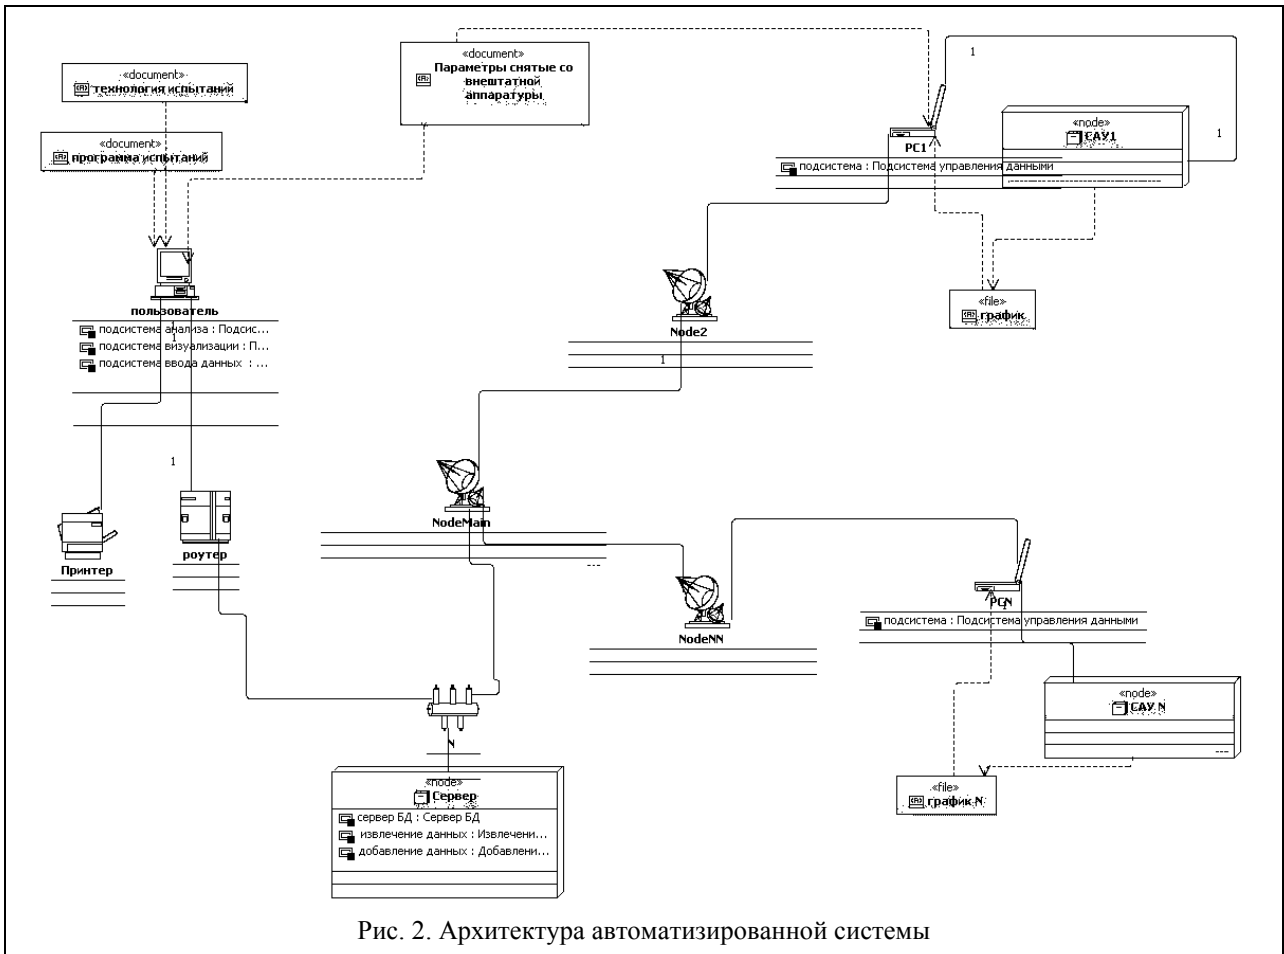 «document»
технология испытаний
«document»
программа испытаний
«document»
Параметры снятые со
внештатной
аппаратуры
1
PC1
подсистема : Подсистема управления данными
«node»
САУ1
1
«file»
график
пользователь
подсистема анализа : Подсис...
подсистема визуализации : П...
подсистема ввода данных : ...
1
1
Node2
1
1
Принтер
роутер
NodeMain
NodeNN
PCN
подсистема : Подсистема управления данными
«node»
САУ N
«file»
график N
N
«node»
Сервер
сервер БД : Сервер БД
извлечение данных : Извлечени...
добавление данных : Добавлени...
Рис. 2. Архитектура автоматизированной системы